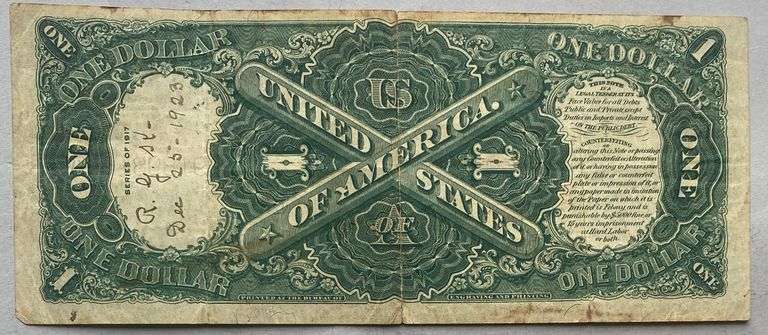 ONE
ONE DOLLAR
ONE DOLLAR
1
US
UNITED STATES
OF AMERICA.
1
1
OF
A
ONE
SERIES OF 1917
Dec 25-1923
THIS NOTE
IS A
LEGAL TENDER AT ITS
Face Value for all Debts
Public and Private, except
Duties on Imports and Interest
ON THE PUBLIC DEBT.
COUNTERFEITING
or altering this Note or passing
any Counterfeit or Alteration
of it, or having in possession
any false or counterfeit
plate or impression of it, or
any paper made in imitation
of the Paper on which it is
printed is Felony and is
punishable by $5000 fine or
15 years imprisonment
at Hard Labor
or both.
ONE
ONE DOLLAR
ONE DOLLAR
1
ONE
PRINTED AT THE BUREAU OF
ENGRAVING AND PRINTING